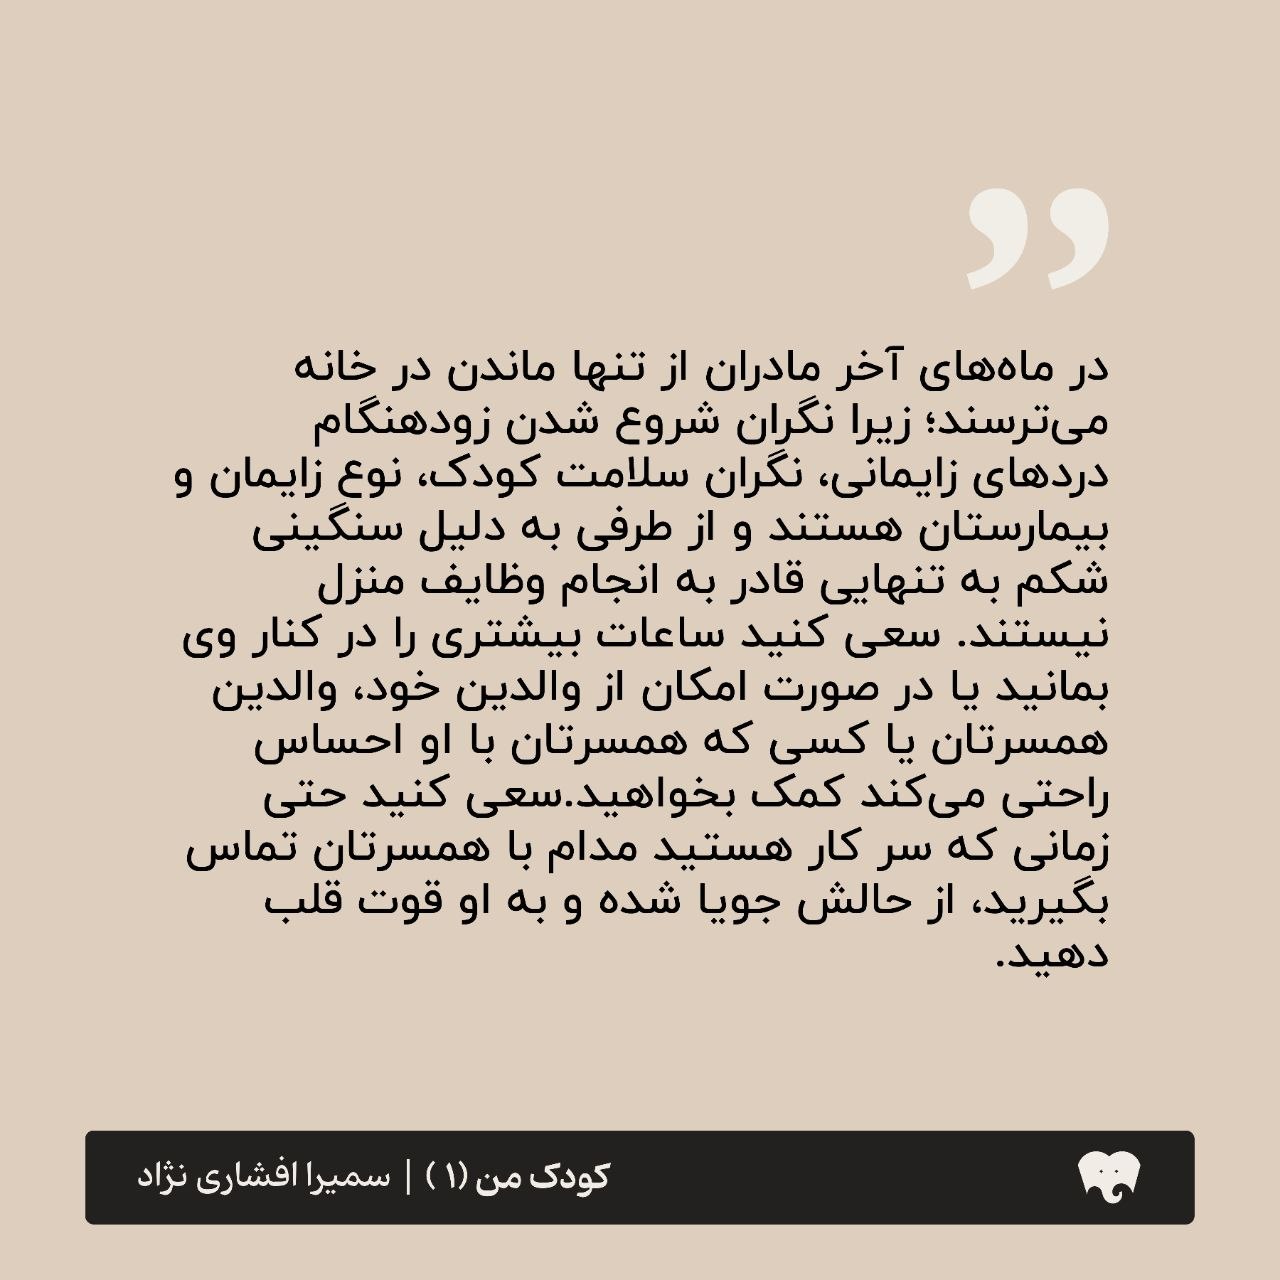 ”
در ماه‌های آخر مادران از تنها ماندن در خانه
می‌ترسند؛ زیرا نگران شروع شدن زودهنگام
دردهای زایمانی، نگران سلامت کودک، نوع زایمان و
بیمارستان هستند و از طرفی به دلیل سنگینی
شکم به تنهایی قادر به انجام وظایف منزل
نیستند. سعی کنید ساعات بیشتری را در کنار وی
بمانید یا در صورت امکان از والدین خود، والدین
همسرتان یا کسی که همسرتان با او احساس
راحتی می‌کند کمک بخواهید.سعی کنید حتی
زمانی که سر کار هستید مدام با همسرتان تماس
بگیرید، از حالش جویا شده و به او قوت قلب
دهید.
کودک من (۱ ) | سمیرا افشاری نژاد